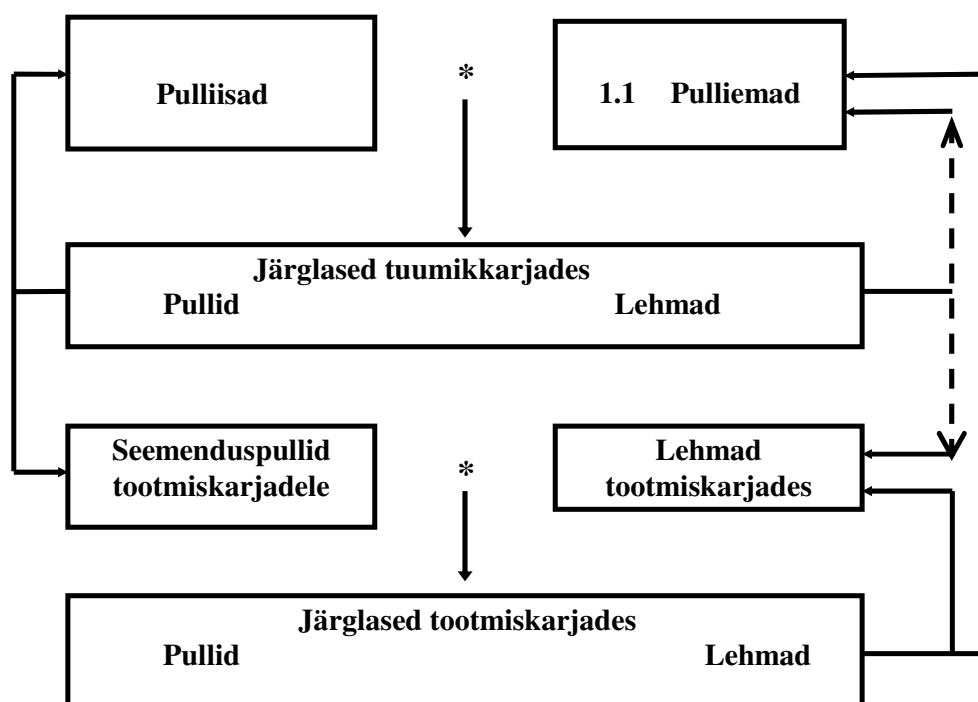 Pulliisad
*
1.1 Pulliemad
Järglased tuumikkarjades
Pullid Lehmad
Seemenduspullid
tootmiskarjadele
*
Lehmad
tootmiskarjades
Järglased tootmiskarjades
Pullid Lehmad